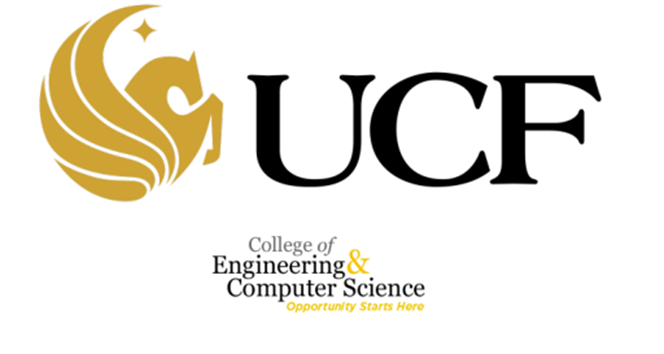 UCF
College of
Engineering &
Computer Science
Opportunity Starts Here